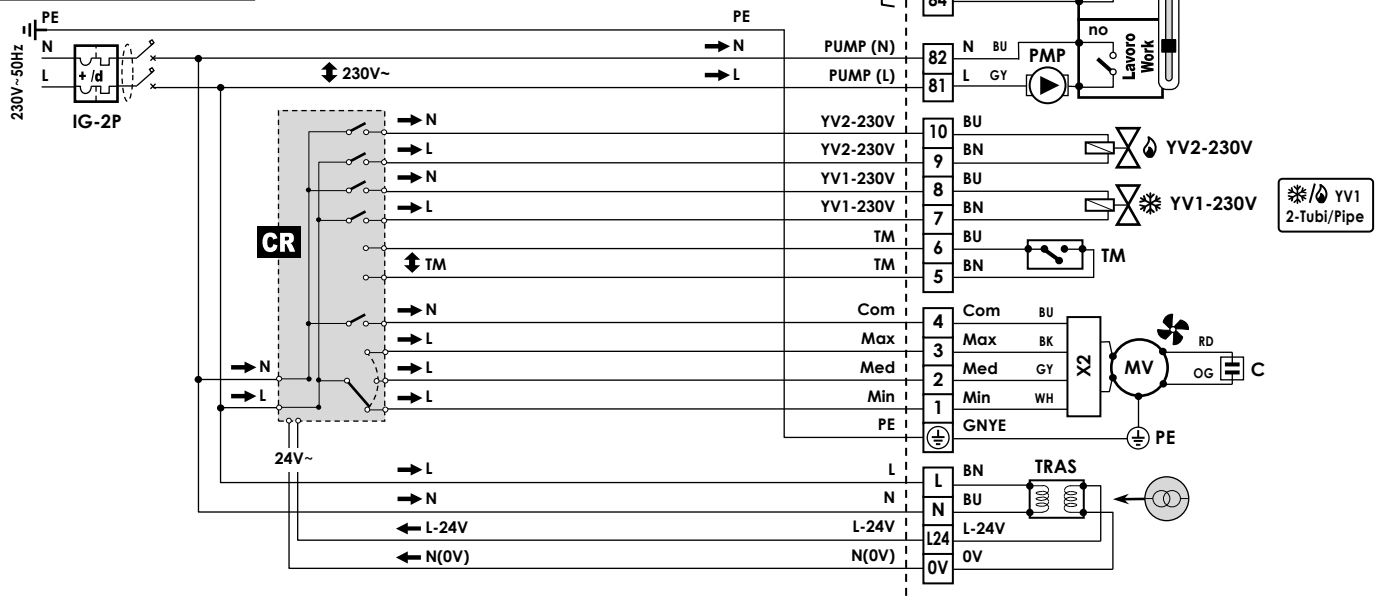 84
PE
PE
230V~50Hz
N
L
+ /d
IG-2P
230V~
N
L
PUMP (N)
PUMP (L)
82
81
N BU
L GY
PMP
no
Lavoro
Work
CR
N
YV2-230V
10
BU
L
YV2-230V
9
BN
YV2-230V
N
YV1-230V
8
BU
L
YV1-230V
7
BN
YV1-230V
YV1
2-Tubi/Pipe
TM
6
BU
TM
TM
5
BN
TM
N
Com
4
Com
BU
L
Max
3
Max
BK
L
Med
2
Med
GY
L
Min
1
Min
WH
X2
MV
RD
OG
C
N
L
PE
GNYE
PE
24V~
L
L
L
BN
TRAS
N
N
N
BU
L-24V
L-24V
L24
L-24V
N(0V)
N(0V)
0V
0V